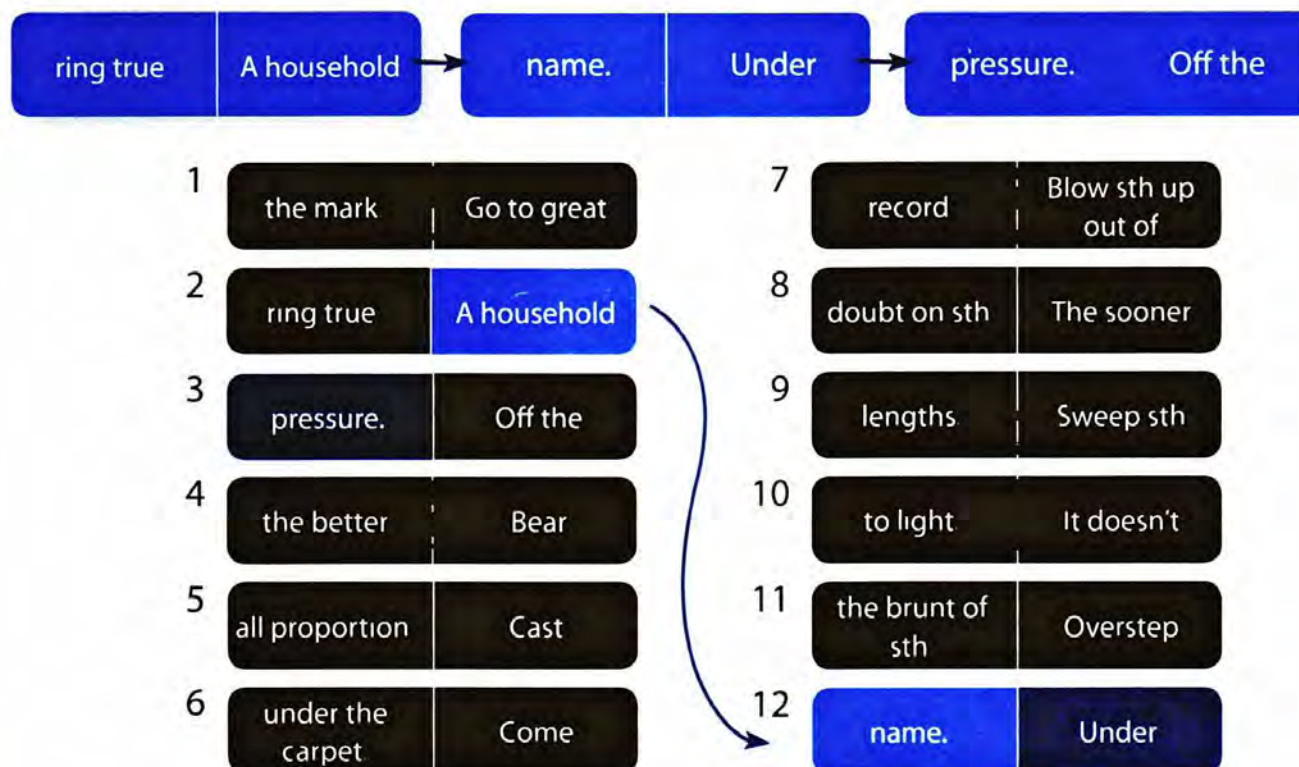 ring true A household name. Under pressure. Off the
1 the mark Go to great
2 ring true A household
3 pressure. Off the
4 the better Bear
5 all proportion Cast
6 under the
carpet Come
7 record Blow sth up
out of
8 doubt on sth The sooner
9 lengths Sweep sth
10 to light It doesn't
11 the brunt of
sth Overstep
12 name. Under